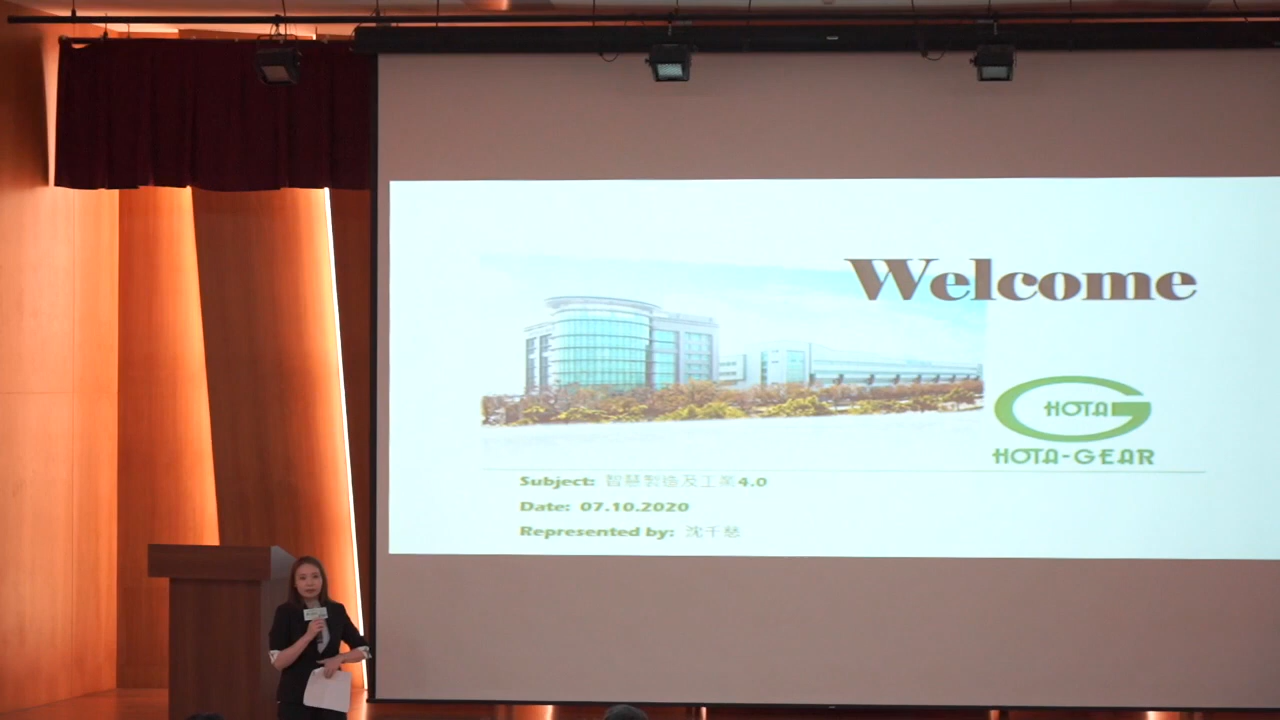 Welcome
HOTA
HOTA-GEAR
Subject: 智慧製造及工業4.0
Date: 07.10.2020
Represented by: 沈千慈